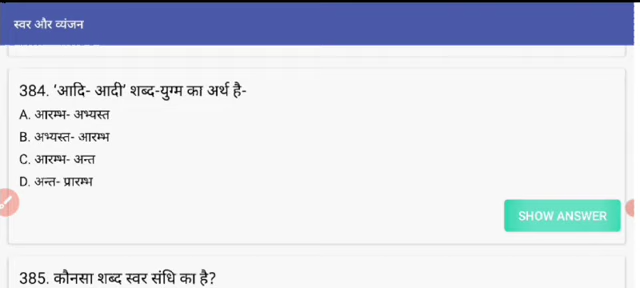 स्वर और व्यंजन
384. 'आदि- आदी' शब्द-युग्म का अर्थ है-
A. आरम्भ- अभ्यस्त
B. अभ्यस्त- आरम्भ
C. आरम्भ- अन्त
D. अन्त- प्रारम्भ
SHOW ANSWER
385. कौनसा शब्द स्वर संधि का है?